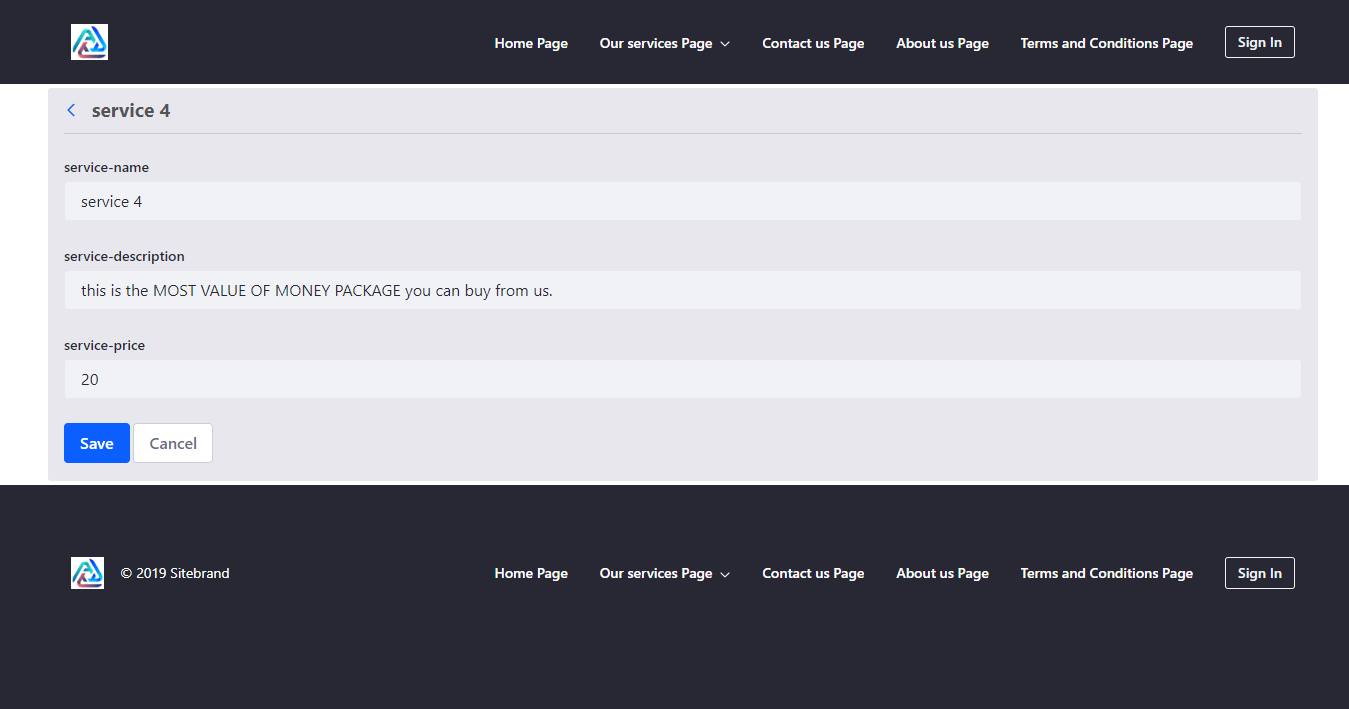 Home Page Our services Page Contact us Page About us Page Terms and Conditions Page Sign In
service 4
service-name
service 4
service-description
this is the MOST VALUE OF MONEY PACKAGE you can buy from us.
service-price
20
Save Cancel
© 2019 Sitebrand Home Page Our services Page Contact us Page About us Page Terms and Conditions Page Sign In